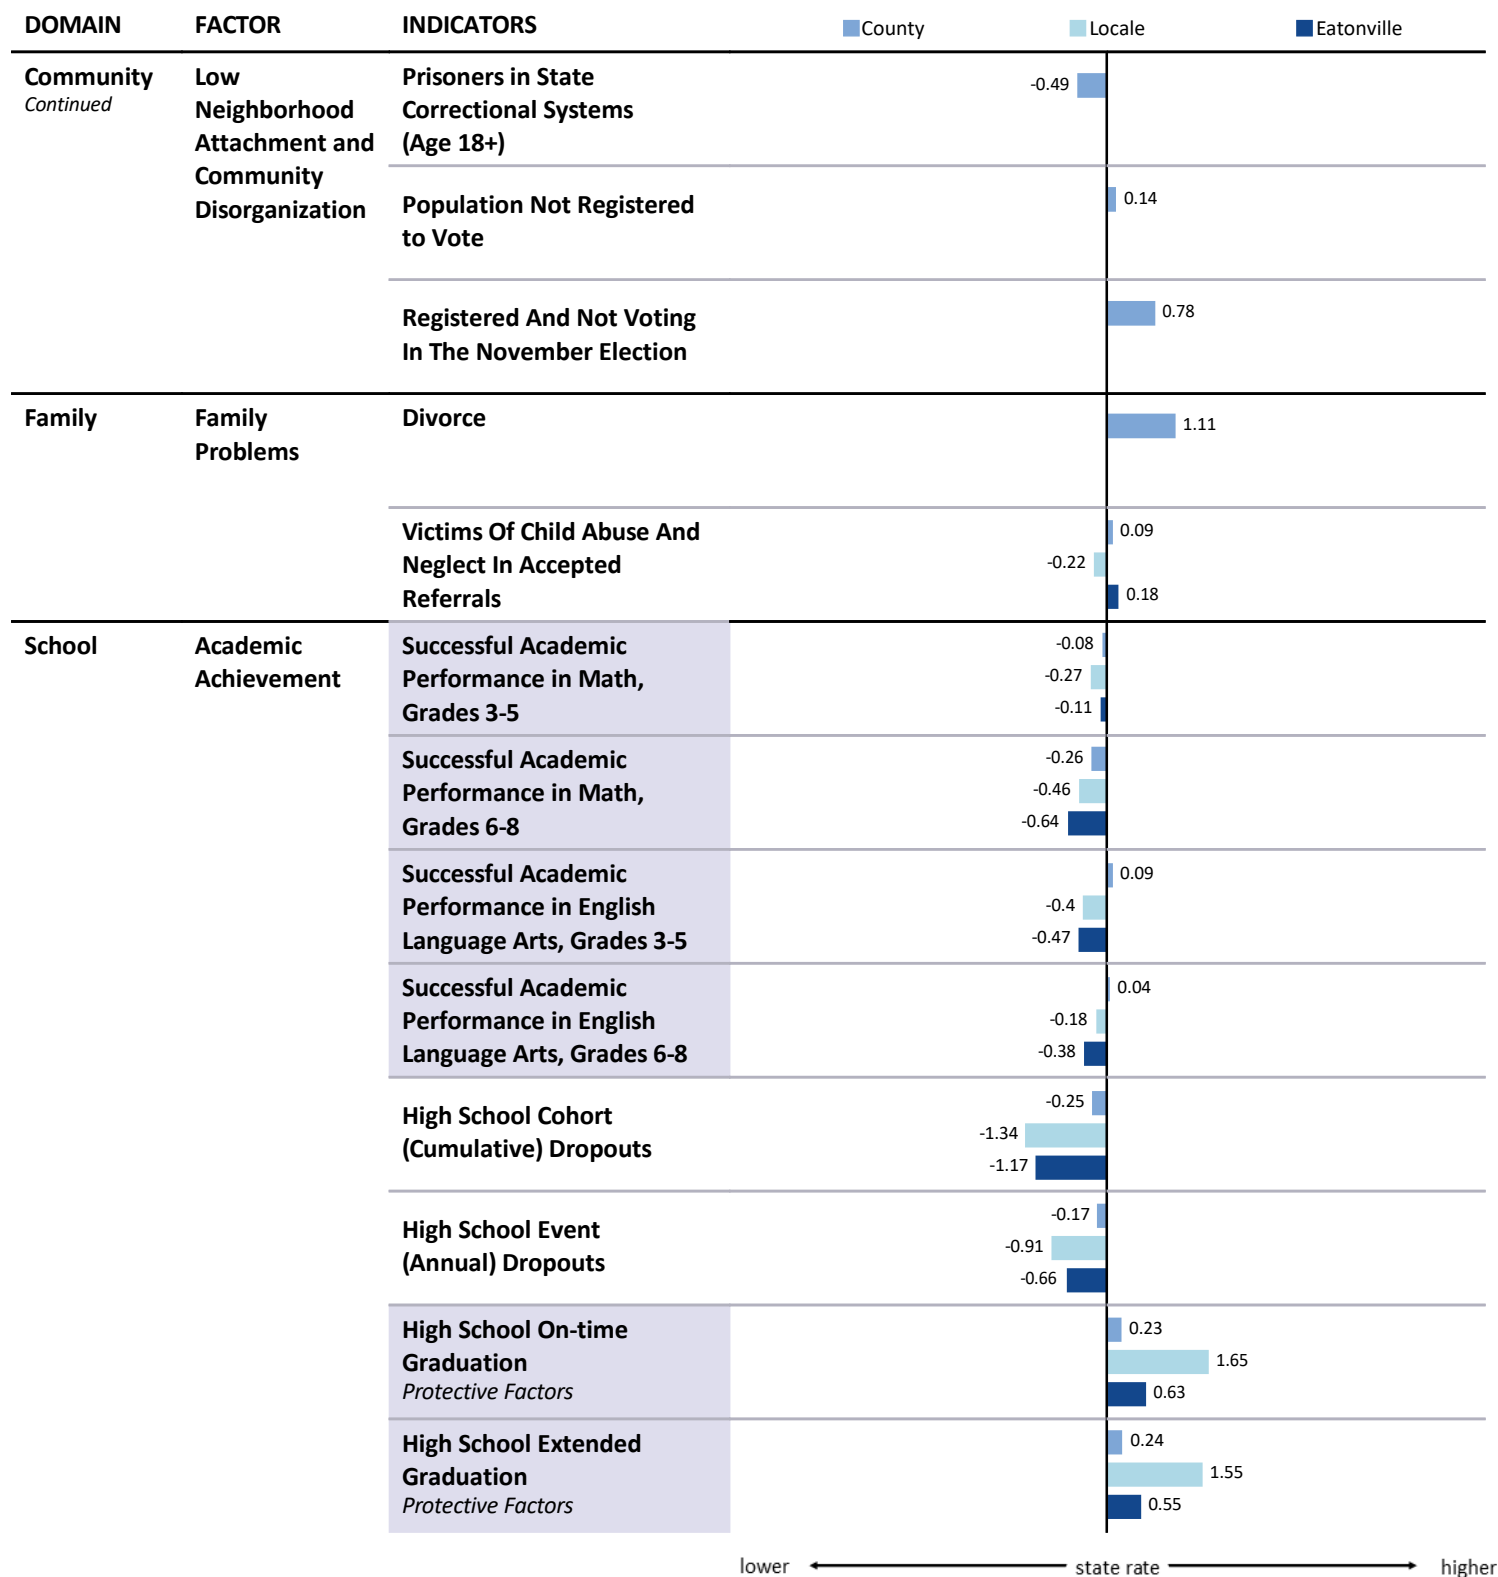 DOMAIN FACTOR INDICATORS County Locale Eatonville
Community
Continued
Low
Neighborhood
Attachment and
Community
Disorganization
Prisoners in State
Correctional Systems
(Age 18+)
-0.49
Population Not Registered
to Vote
0.14
Registered And Not Voting
In The November Election
0.78
Family
Family
Problems
Divorce
1.11
Victims Of Child Abuse And
Neglect In Accepted
Referrals
0.09
-0.22
0.18
School
Academic
Achievement
Successful Academic
Performance in Math,
Grades 3-5
-0.08
-0.27
-0.11
Successful Academic
Performance in Math,
Grades 6-8
-0.26
-0.46
-0.64
Successful Academic
Performance in English
Language Arts, Grades 3-5
0.09
-0.4
-0.47
Successful Academic
Performance in English
Language Arts, Grades 6-8
0.04
-0.18
-0.38
High School Cohort
(Cumulative) Dropouts
-0.25
-1.34
-1.17
High School Event
(Annual) Dropouts
-0.17
-0.91
-0.66
High School On-time
Graduation
Protective Factors
0.23
1.65
0.63
High School Extended
Graduation
Protective Factors
0.24
1.55
0.55
lower state rate higher